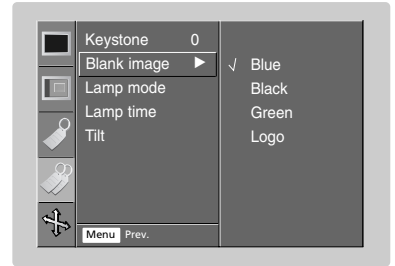 Keystone 0
Blank image ▶ √ Blue
Lamp mode Black
Lamp time Green
Tilt Logo
Menu Prev.